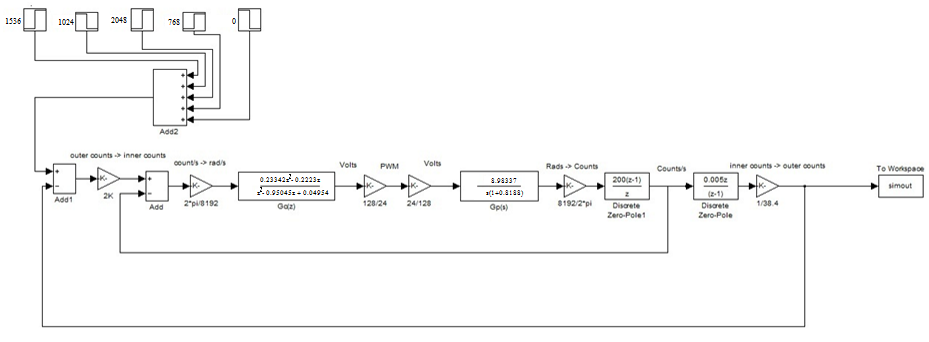 1536
1024
2048
768
0
+
+
+
+
+
Add2
outer counts -> inner counts
count/s -> rad/s
Volts
PWM
Volts
Rads -> Counts
Counts/s
inner counts -> outer counts
To Workspace
+
−
Add1
K-
2K
+
−
Add
K-
2*pi/8192
0.23342z²-0.2223z
z²-0.95045z+0.04954
Gc(z)
K-
128/24
K-
24/128
8.98337
s(1+0.8188)
Gp(s)
K-
8192/2*pi
200(z-1)
z
Discrete
Zero-Pole1
0.005z
(z-1)
Discrete
Zero-Pole
K-
1/38.4
simout